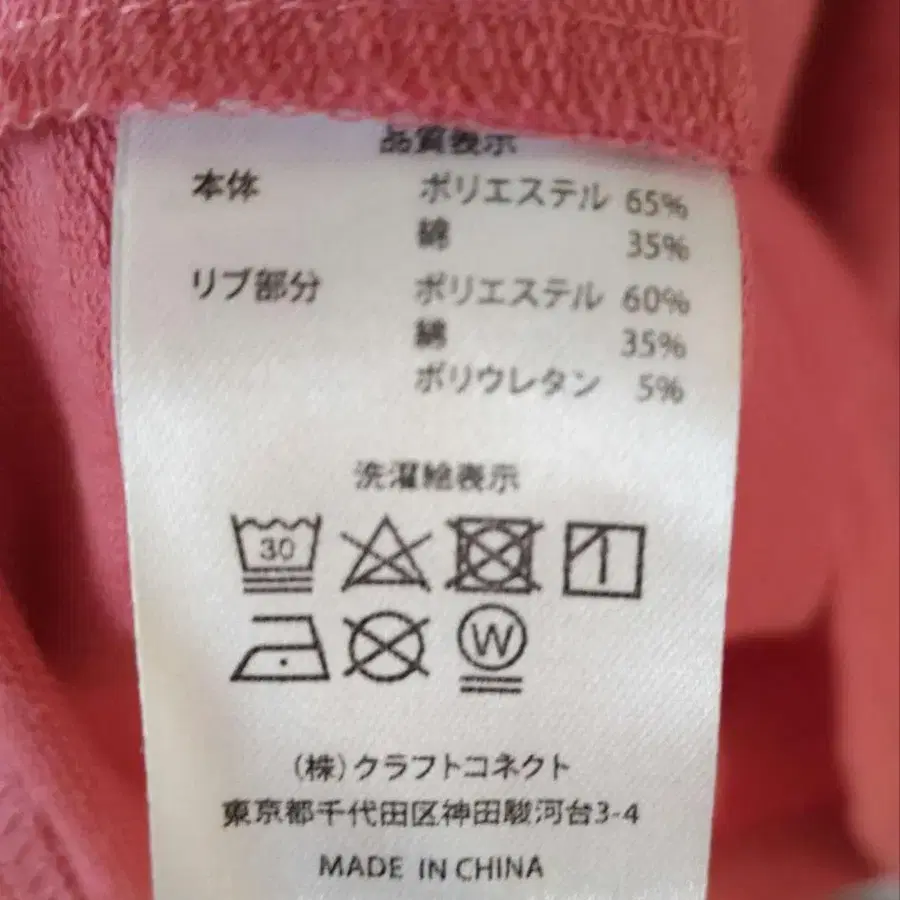 品質表示
本体 ポリエステル 65%
綿 35%
リブ部分 ポリエステル 60%
綿 35%
ポリウレタン 5%
洗濯絵表示
30
W
(株)クラフトコネクト
東京都千代田区神田駿河台3-4
MADE IN CHINA